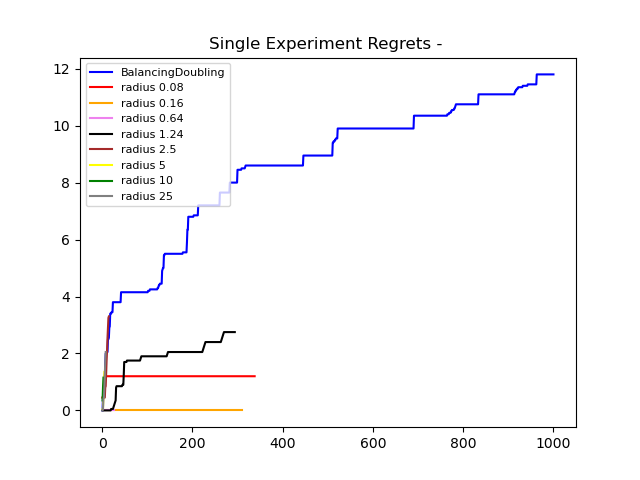 Single Experiment Regrets -
12
10
8
6
4
2
0
BalancingDoubling
radius 0.08
radius 0.16
radius 0.64
radius 1.24
radius 2.5
radius 5
radius 10
radius 25
0 200 400 600 800 1000